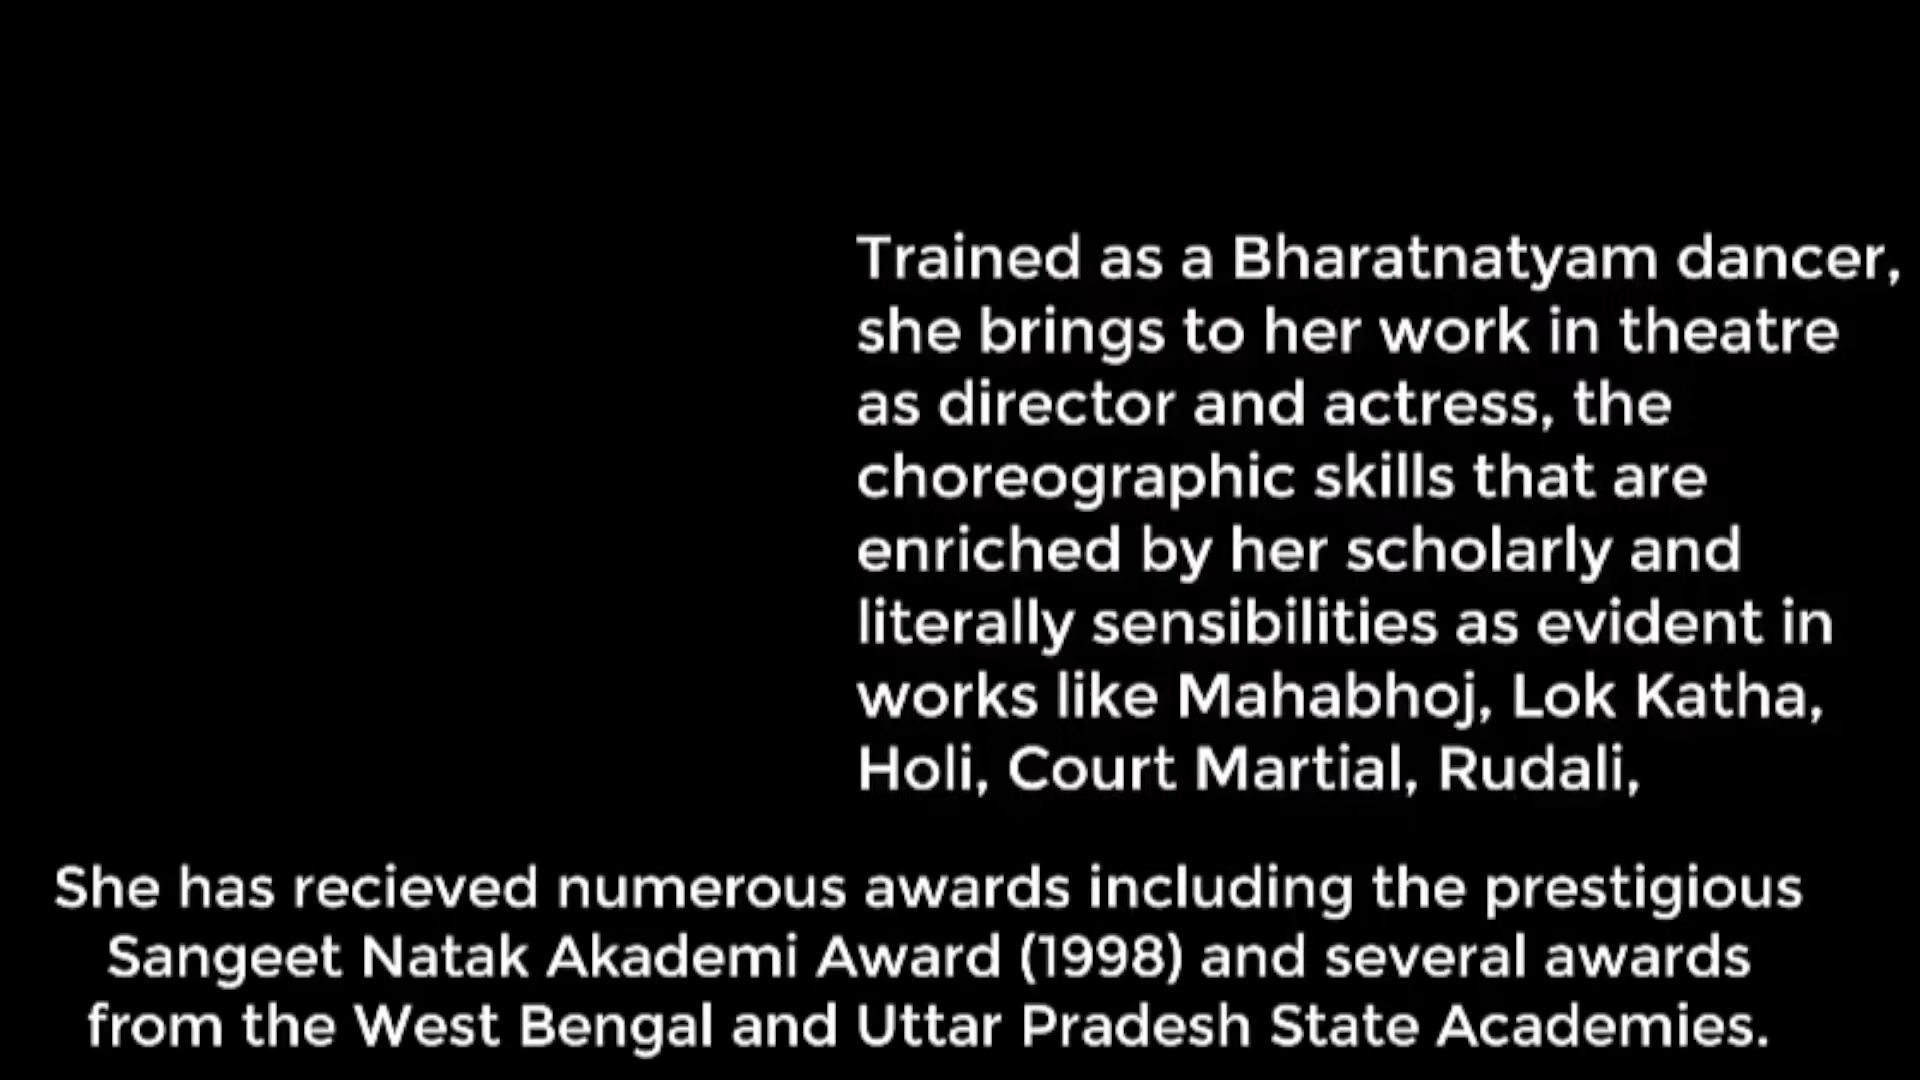 Trained as a Bharatnatyam dancer,
she brings to her work in theatre
as director and actress, the
choreographic skills that are
enriched by her scholarly and
literally sensibilities as evident in
works like Mahabhoj, Lok Katha,
Holi, Court Martial, Rudali,
She has recieved numerous awards including the prestigious
Sangeet Natak Akademi Award (1998) and several awards
from the West Bengal and Uttar Pradesh State Academies.